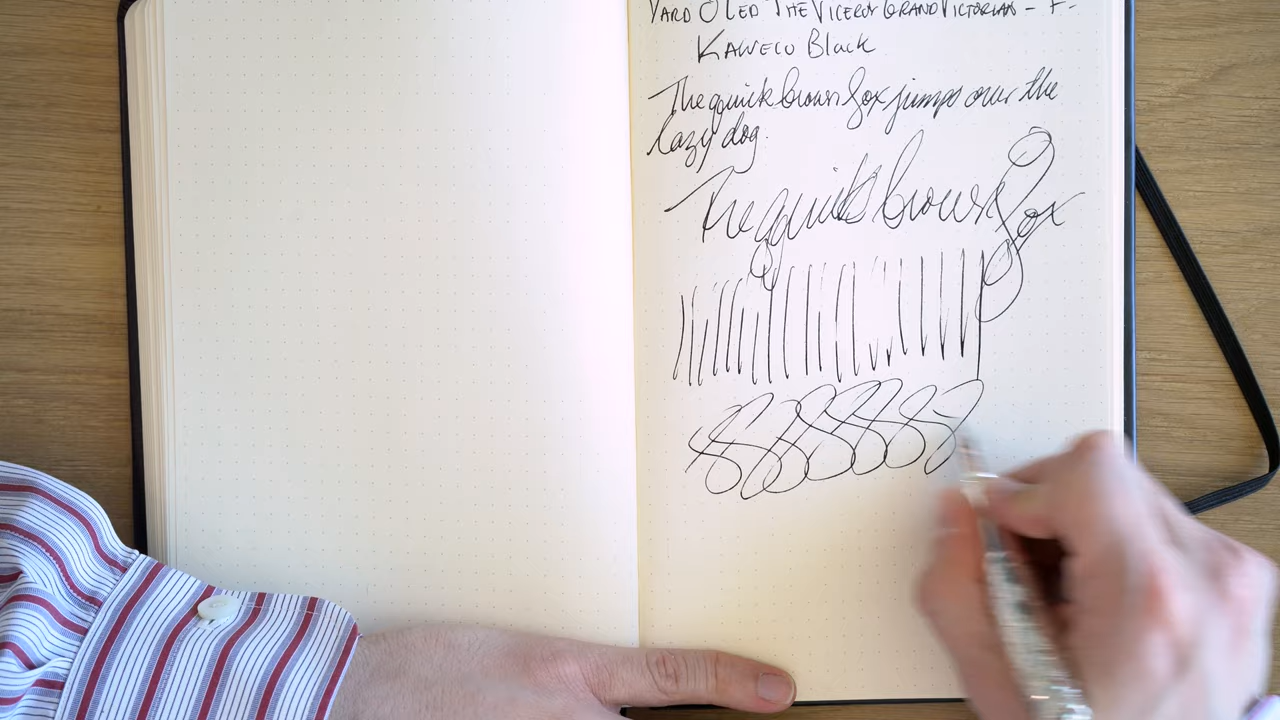 YARD O LED THE VICEROY GRAND VICTORIAN - F-
KAWECO Black
The quick brown fox jumps over the
lazy dog.
The quick brown fox